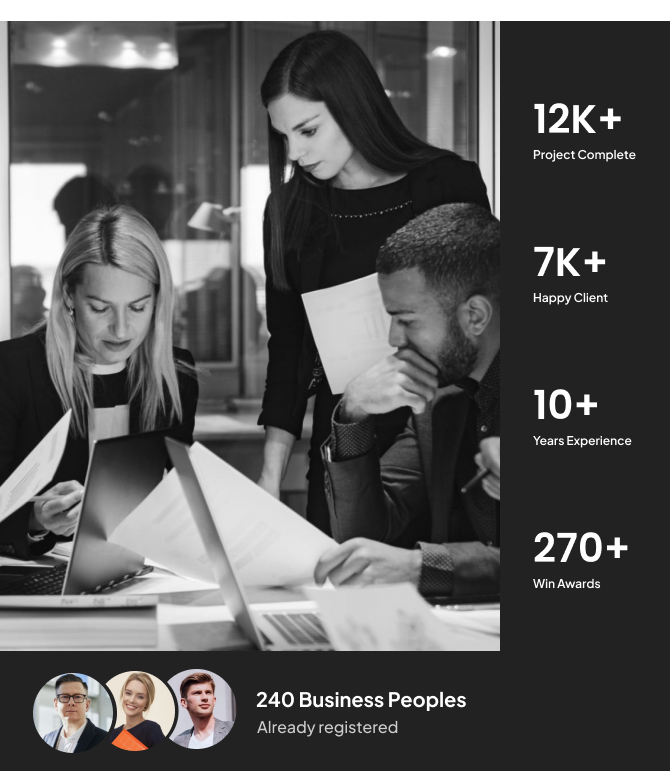 12K+
Project Complete
7K+
Happy Client
10+
Years Experience
270+
Win Awards
240 Business Peoples
Already registered